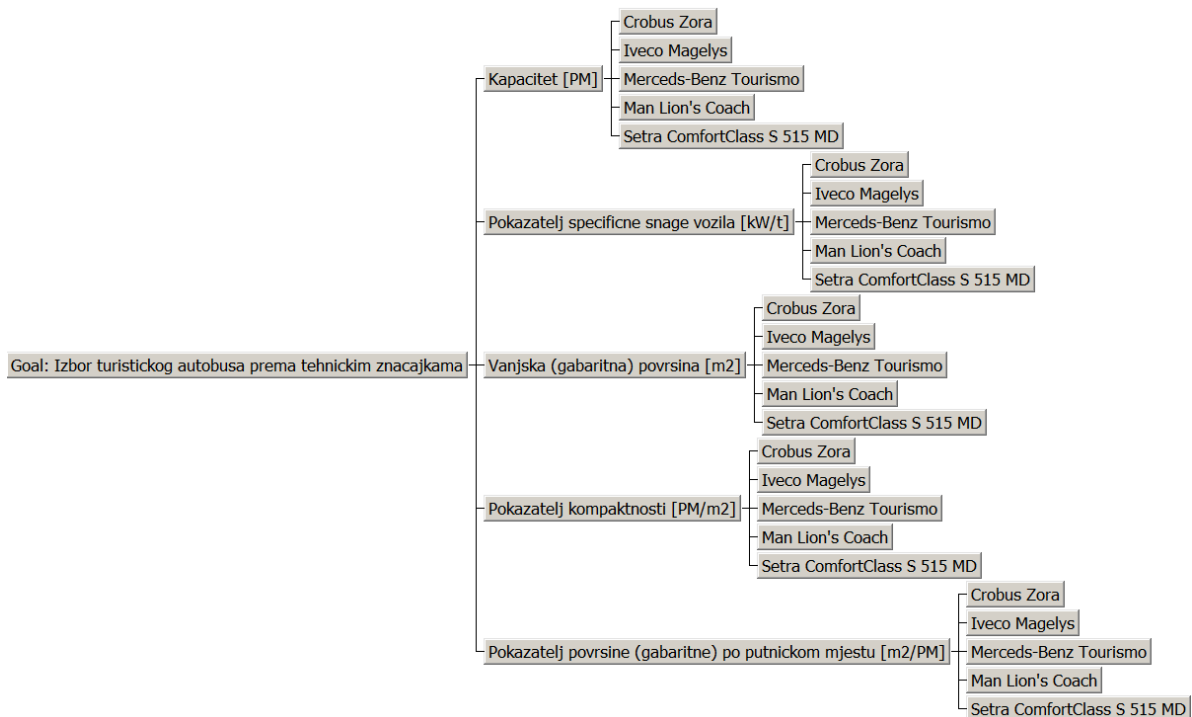 Crobus Zora
Iveco Magelys
Kapacitet [PM]
Merceds-Benz Tourismo
Man Lion's Coach
Setra ComfortClass S 515 MD
Crobus Zora
Iveco Magelys
Pokazatelj specificne snage vozila [kW/t]
Merceds-Benz Tourismo
Man Lion's Coach
Setra ComfortClass S 515 MD
Crobus Zora
Iveco Magelys
Goal: Izbor turistickog autobusa prema tehnickim znacajkama
Vanjska (gabaritna) povrsina [m2]
Merceds-Benz Tourismo
Man Lion's Coach
Setra ComfortClass S 515 MD
Crobus Zora
Iveco Magelys
Pokazatelj kompaktnosti [PM/m2]
Merceds-Benz Tourismo
Man Lion's Coach
Setra ComfortClass S 515 MD
Crobus Zora
Iveco Magelys
Pokazatelj povrsine (gabaritne) po putnickom mjestu [m2/PM]
Merceds-Benz Tourismo
Man Lion's Coach
Setra ComfortClass S 515 MD